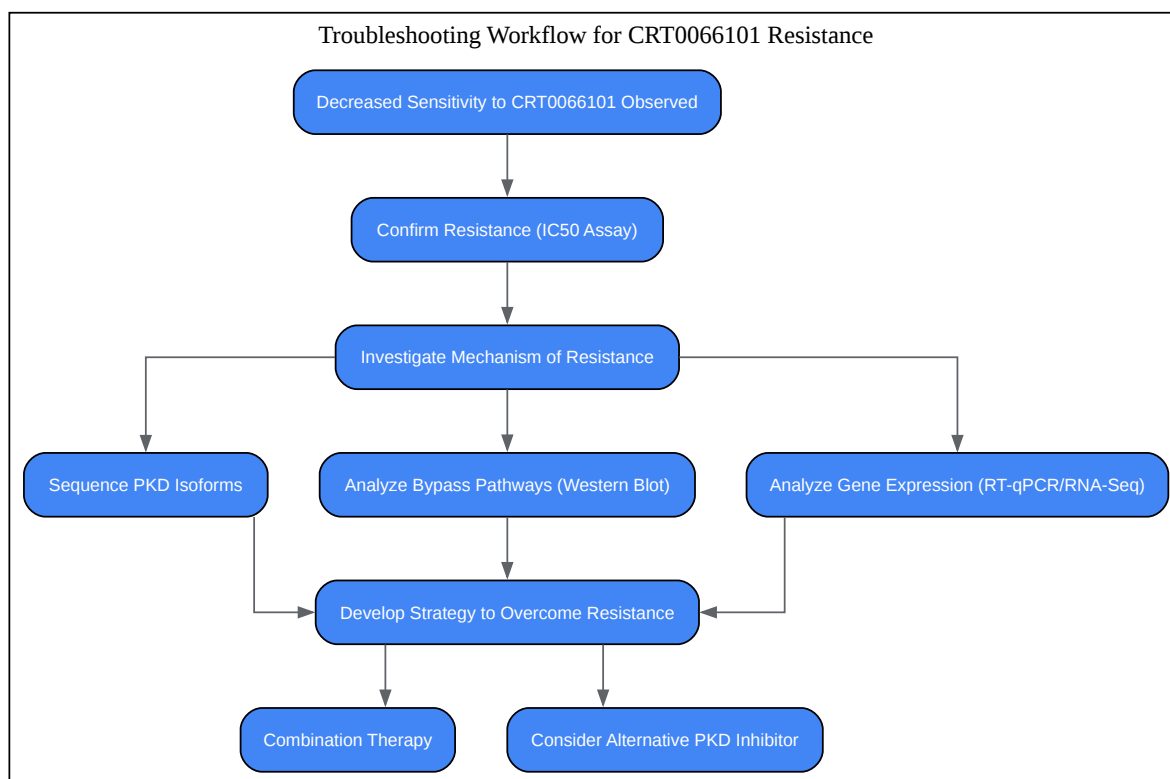 Troubleshooting Workflow for CRT0066101 Resistance
Decreased Sensitivity to CRT0066101 Observed
Confirm Resistance (IC50 Assay)
Investigate Mechanism of Resistance
Sequence PKD Isoforms
Analyze Bypass Pathways (Western Blot)
Analyze Gene Expression (RT-qPCR/RNA-Seq)
Develop Strategy to Overcome Resistance
Combination Therapy
Consider Alternative PKD Inhibitor